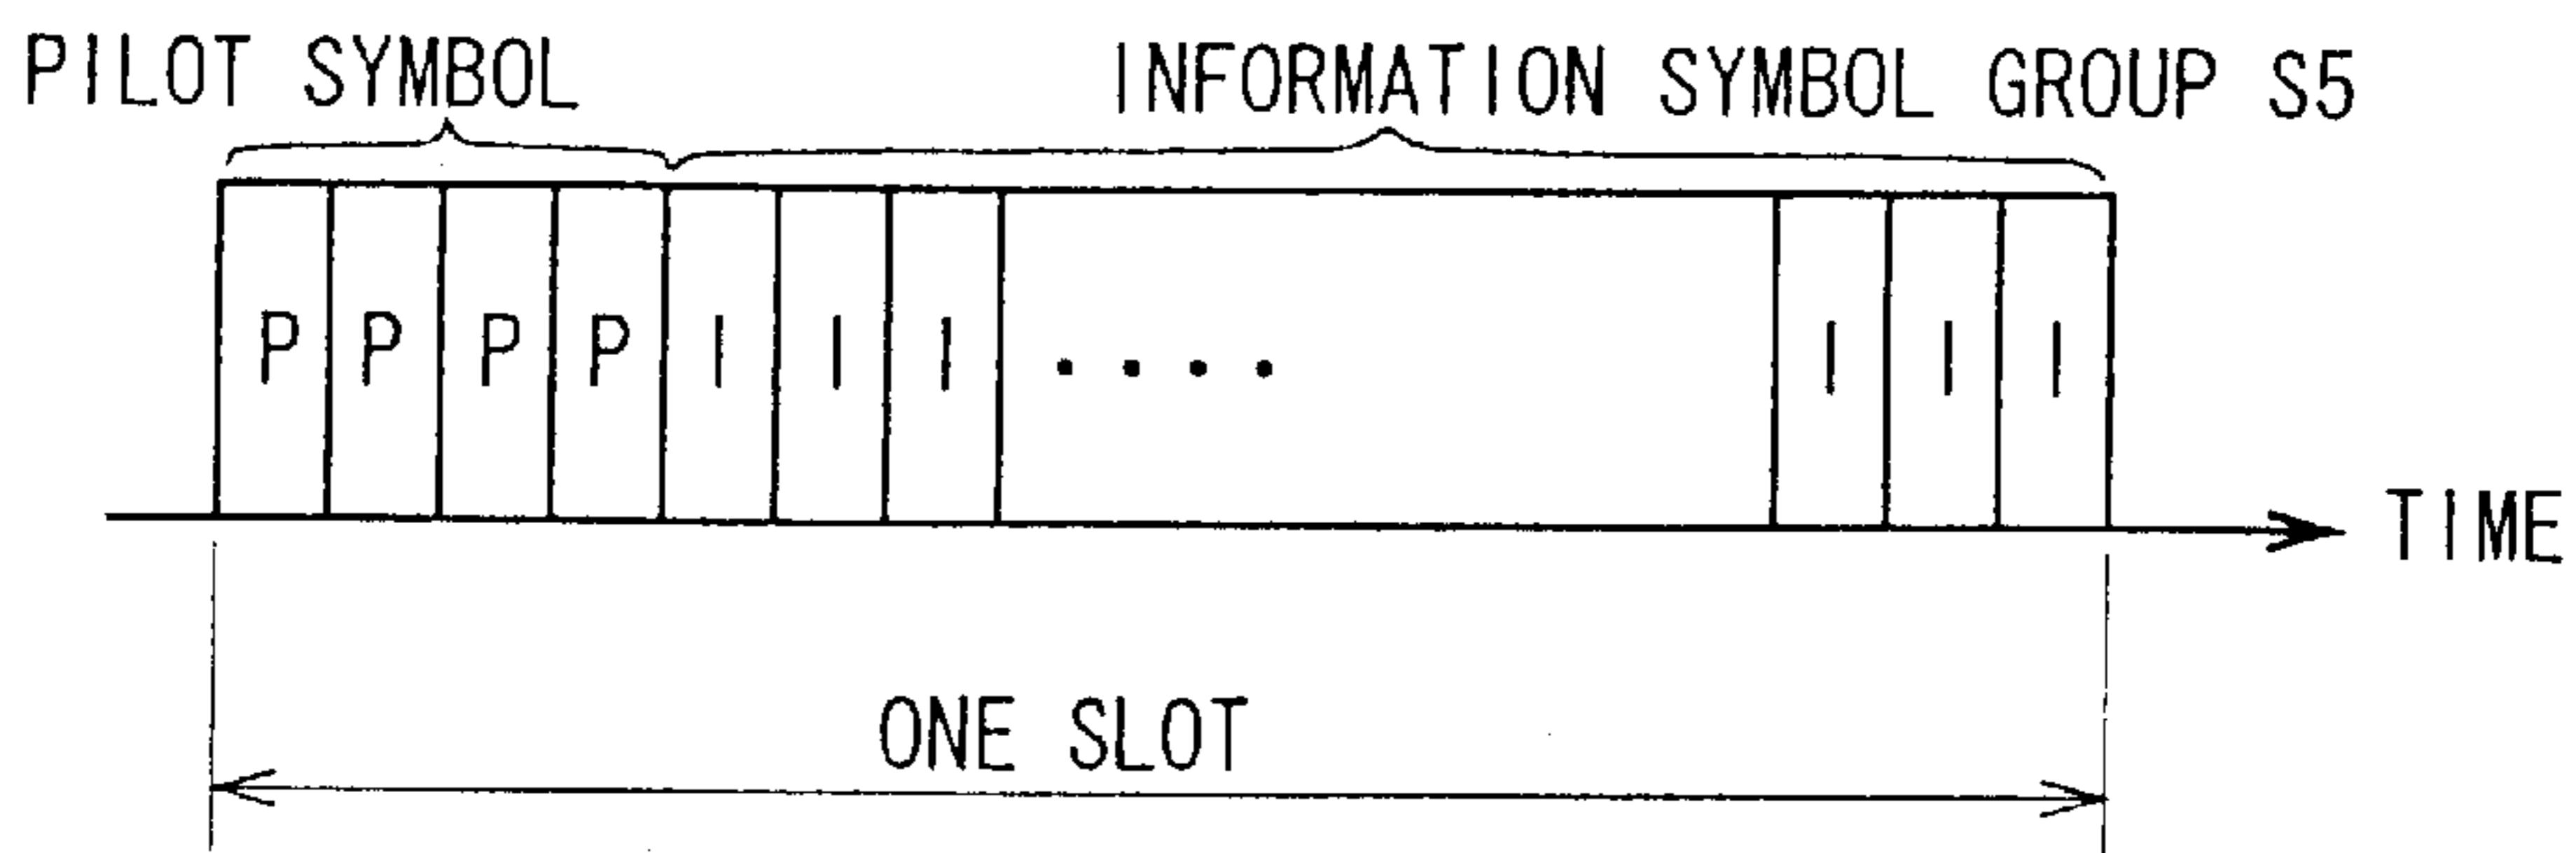 PILOT SYMBOL
INFORMATION SYMBOL GROUP S5
P P P P I I I .... I I I
TIME
ONE SLOT